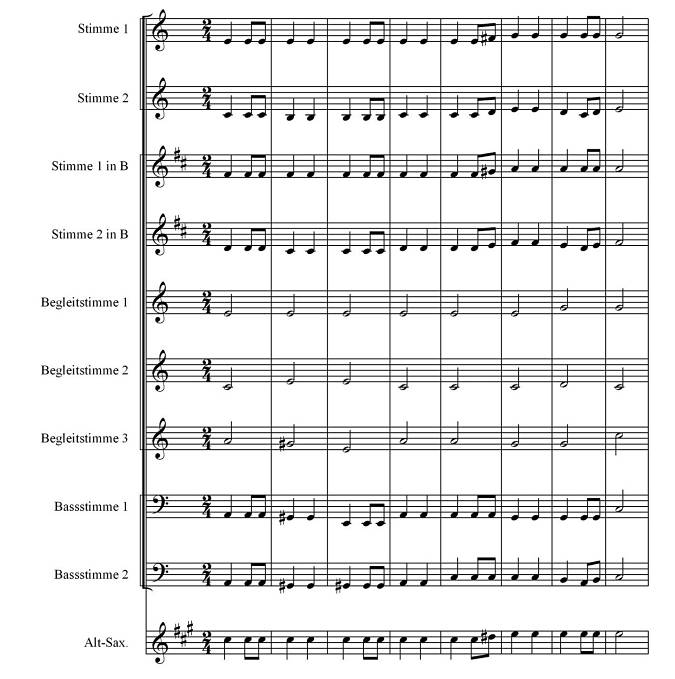 Stimme 1
Stimme 2
Stimme 1 in B
Stimme 2 in B
Begleitstimme 1
Begleitstimme 2
Begleitstimme 3
Bassstimme 1
Bassstimme 2
Alt-Sax.